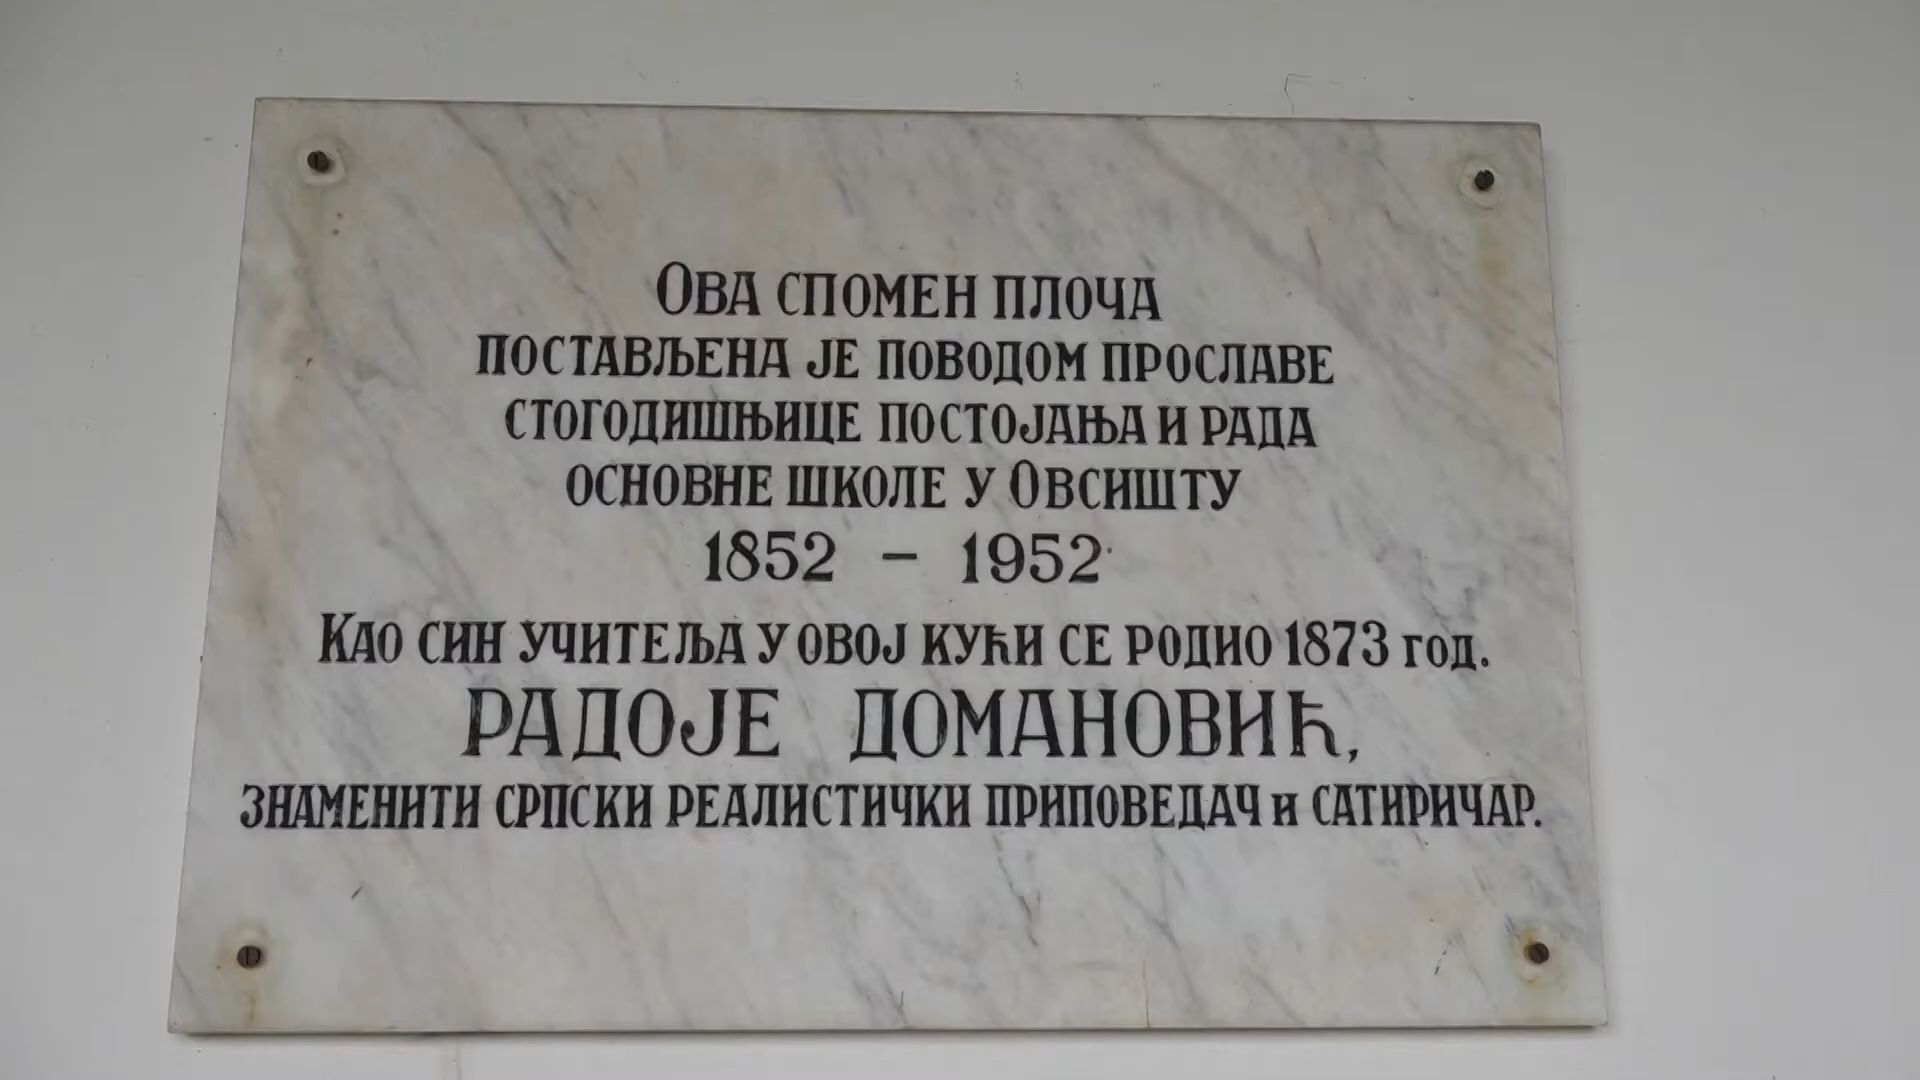 Ова спомен плоча
постављена је поводом прославе
стогодишњице постојања и рада
основне школе у Овсишту
1852 – 1952
Као син учитеља у овој кући се родио 1873 год.
РАДОЈЕ ДОМАНОВИЋ,
знаменити српски реалистички приповедач и сатиричар.